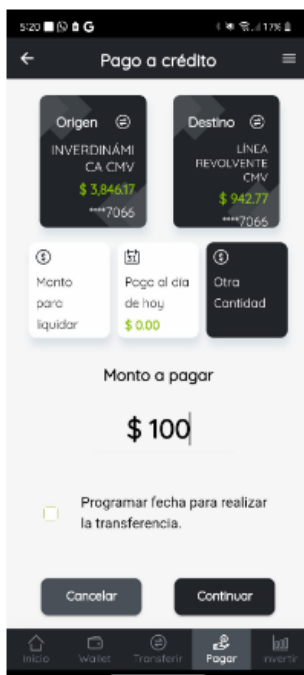 5:20 G 17%
Pago a crédito
Origen
INVERDINÁMI
CA CMV
$ 3,846.17
****7066
Destino
LÍNEA
REVOLVENTE
CMV
$ 942.77
****7066
Monto
para
liquidar
Pago al día
de hoy
$ 0.00
Otra
Cantidad
Monto a pagar
$ 100
Programar fecha para realizar
la transferencia.
Cancelar
Continuar
Inicio
Wallet
Transferir
Pagar
Invertir